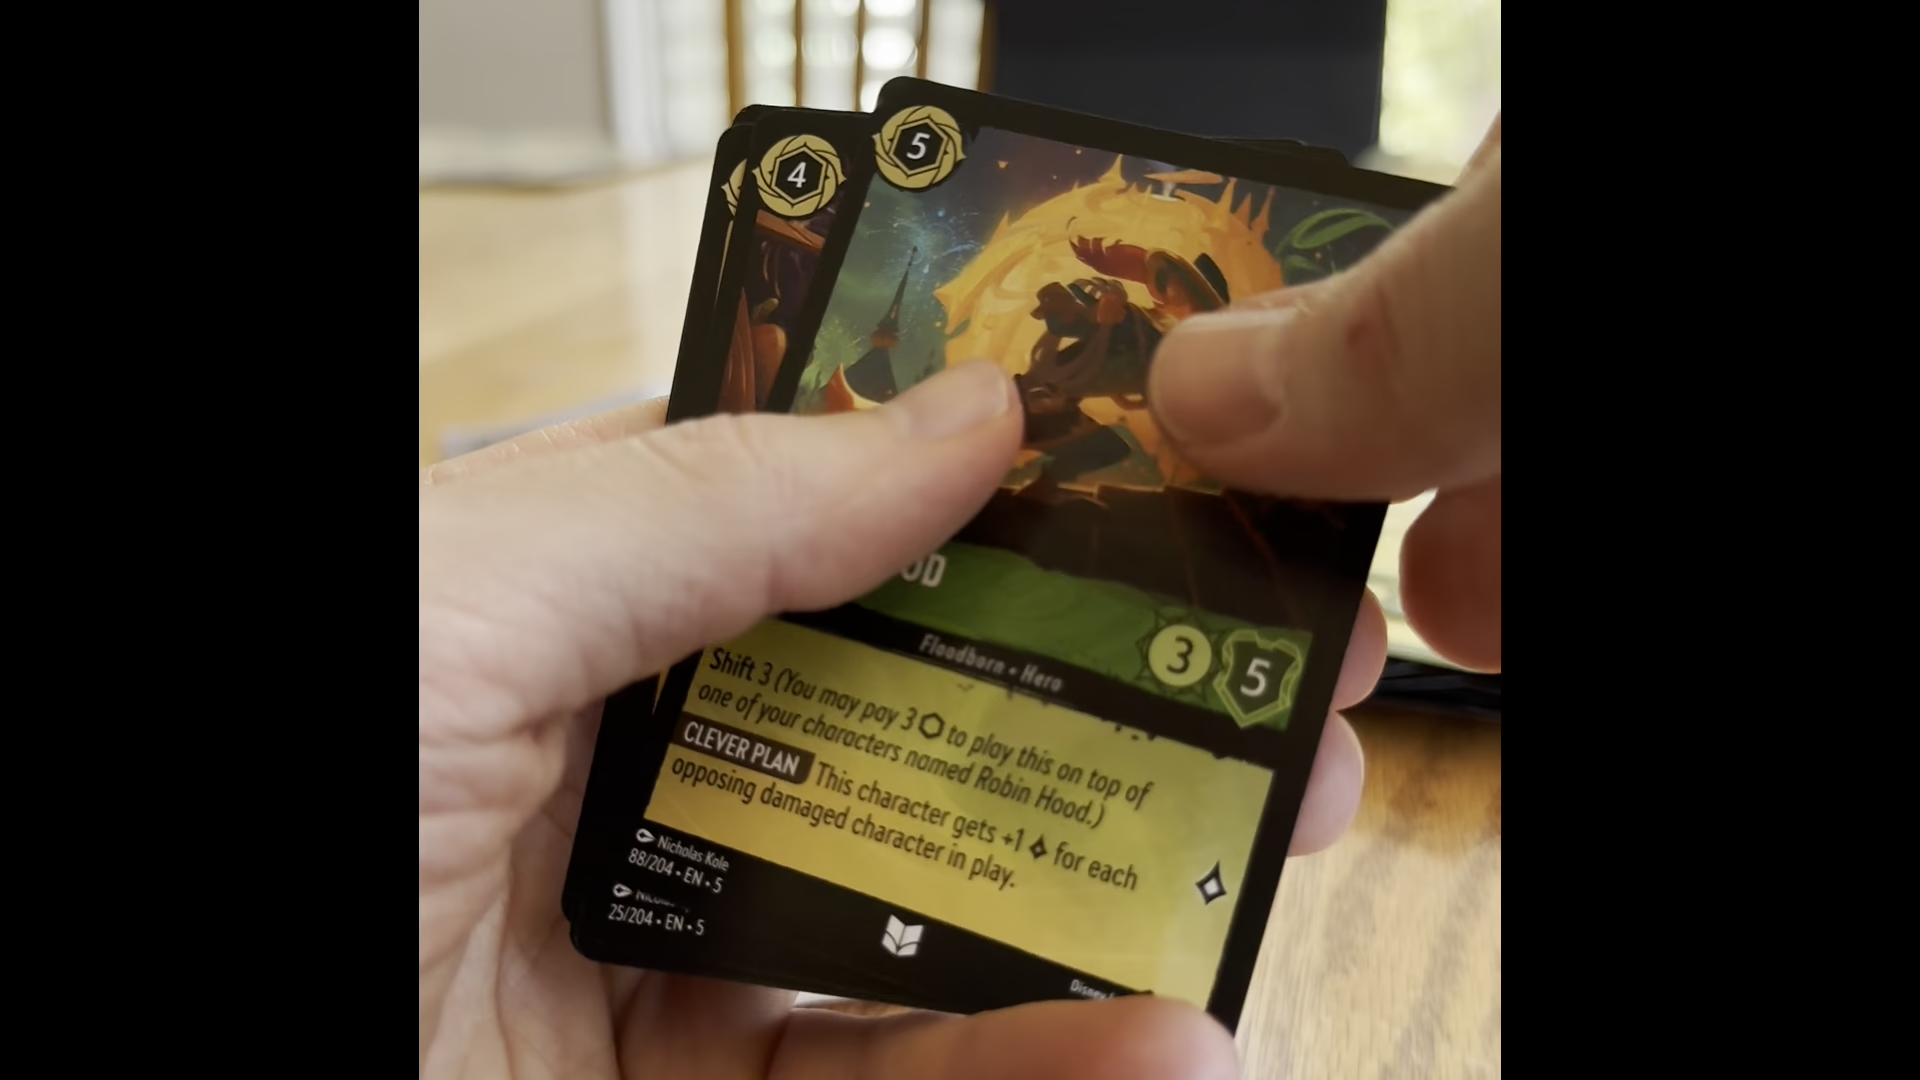 5
4
OD
Floodborn • Hero
3
5
Shift 3 (You may pay 3 ⬡ to play this on top of
one of your characters named Robin Hood.)
CLEVER PLAN This character gets +1 for each
opposing damaged character in play.
Nicholas Kole
88/204 • EN • 5
25/204 • EN • 5
Disney